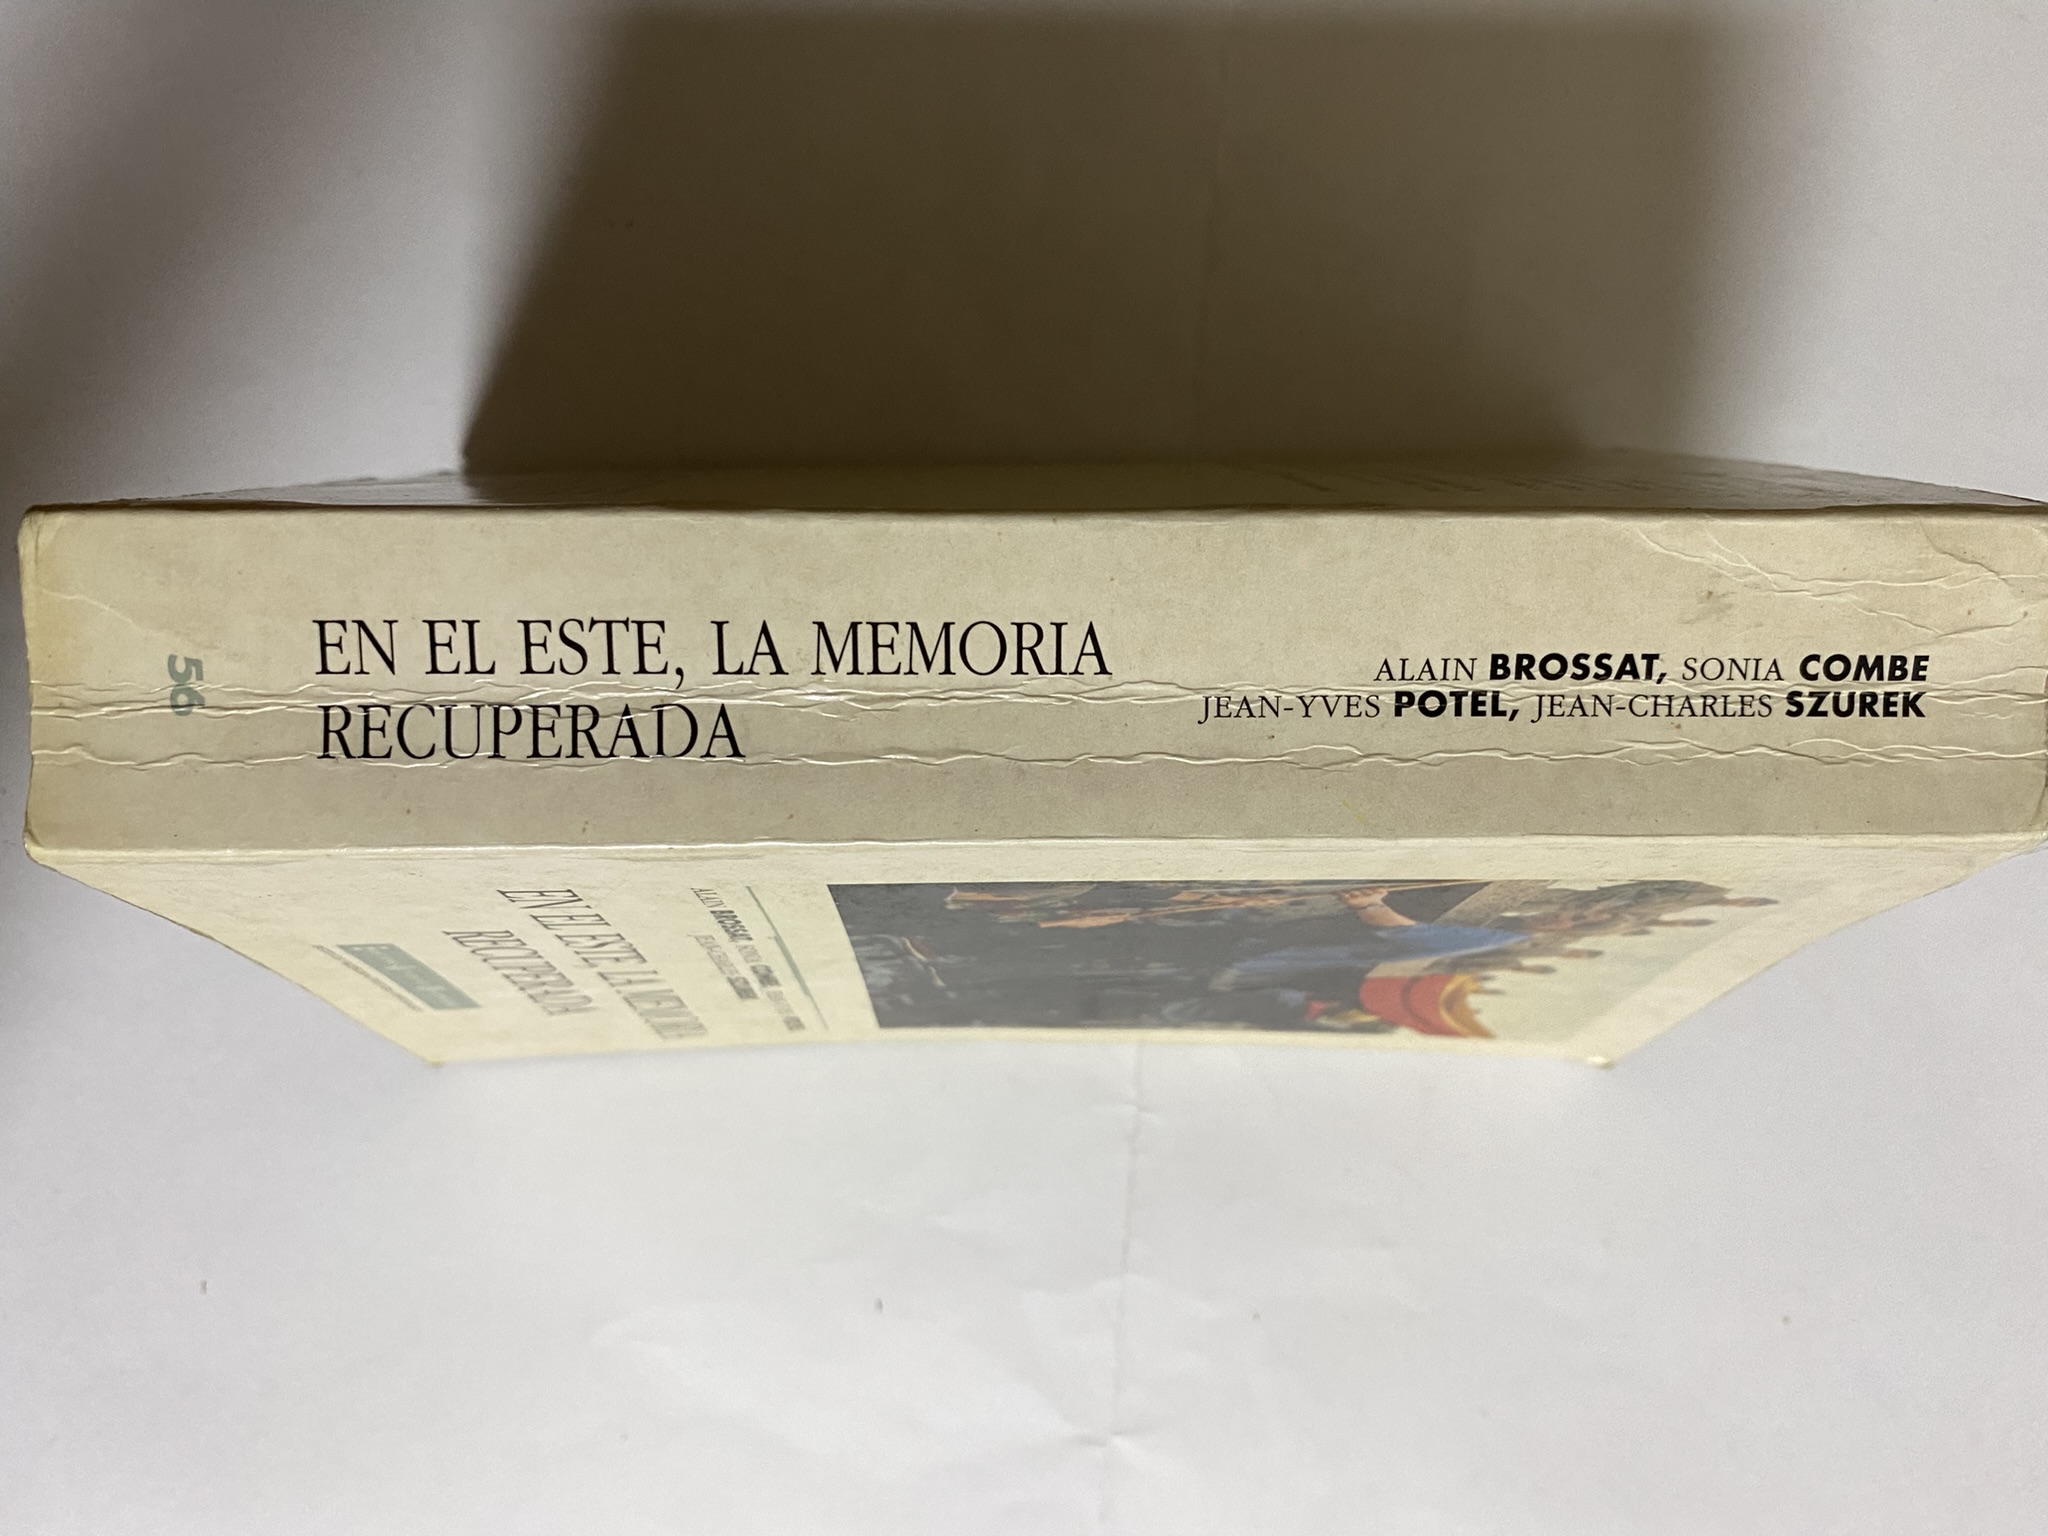 56
EN EL ESTE, LA MEMORIA
RECUPERADA
ALAIN BROSSAT, SONIA COMBE
JEAN-YVES POTEL, JEAN-CHARLES SZUREK
ALAIN BROSSAT, SONIA COMBE, JEAN-YVES POTEL
JEAN-CHARLES SZUREK
EN EL ESTE, LA MEMORIA
RECUPERADA